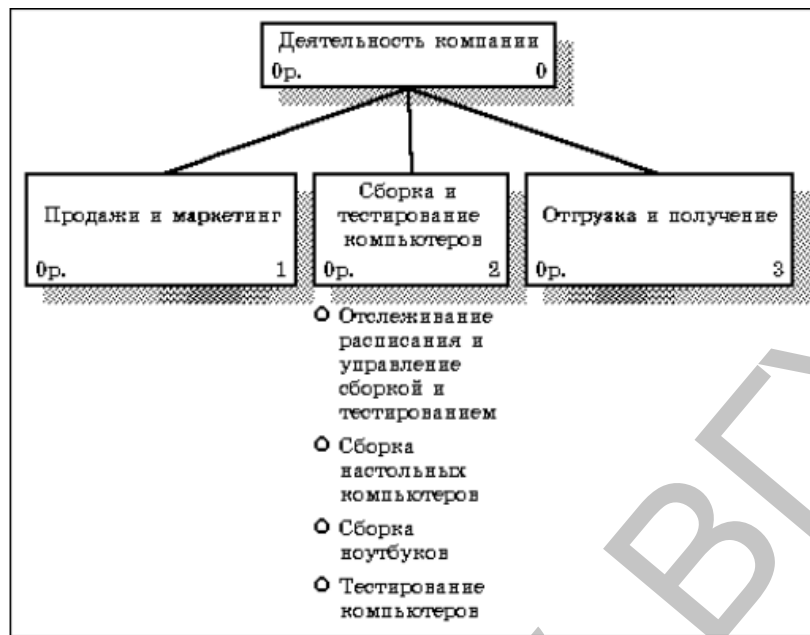 Деятельность компании
0р. 0
Продажи и маркетинг
0р. 1
Сборка и
тестирование
компьютеров
0р. 2
Отгрузка и получение
0р. 3
Отслеживание
расписания и
управление
сборкой и
тестированием
Сборка
настольных
компьютеров
Сборка
ноутбуков
Тестирование
компьютеров
ВГУ